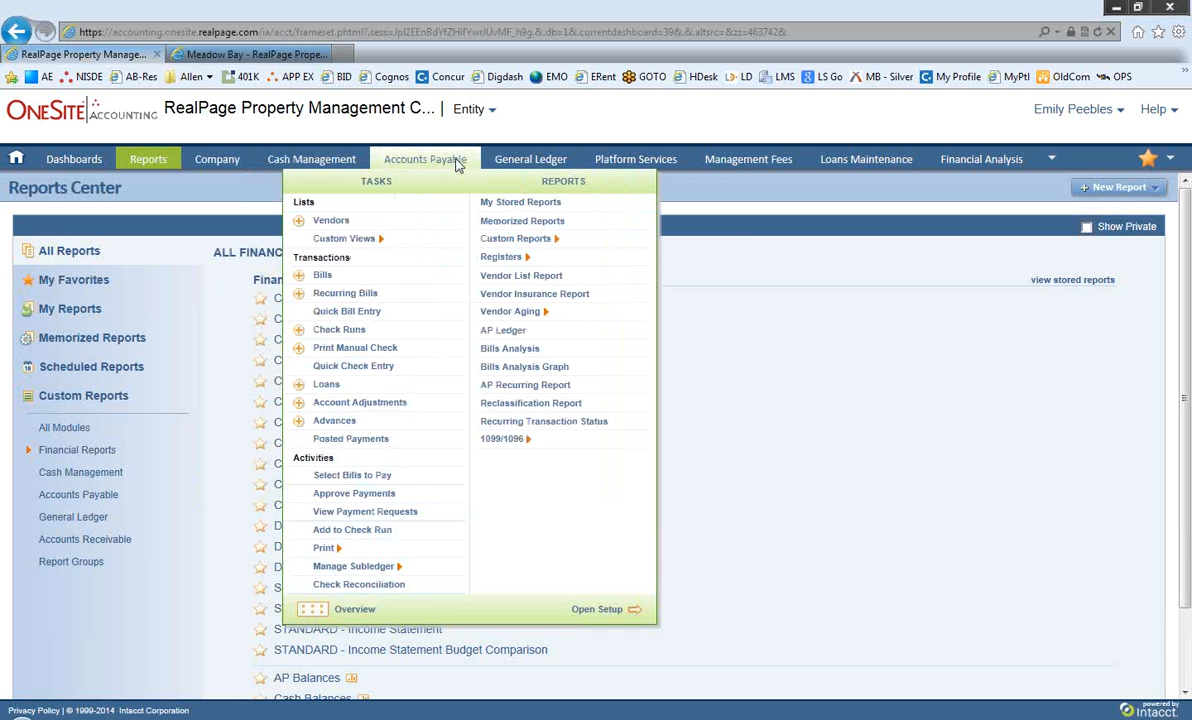 https://accounting.onesite.realpage.com/ia/acct/frameset.phtml?.sess=
RealPage Property Manage...
Meadow Bay - RealPage Prope...
AE NISDE AB-Res Allen 401K APP EX BID Cognos Concur Digdash EMO ERent GOTO HDesk LD LMS LS Go MB - Silver My Profile MyPtl OldCom OPS
ONESITE ACCOUNTING RealPage Property Management C... | Entity Emily Peebles Help
Dashboards Reports Company Cash Management Accounts Payable General Ledger Platform Services Management Fees Loans Maintenance Financial Analysis
Reports Center
New Report
Show Private
All Reports
My Favorites
My Reports
Memorized Reports
Scheduled Reports
Custom Reports
All Modules
Financial Reports
Cash Management
Accounts Payable
General Ledger
Accounts Receivable
Report Groups
ALL FINANC
view stored reports
Finan
TASKS
Lists
Vendors
Custom Views
Transactions
Bills
Recurring Bills
Quick Bill Entry
Check Runs
Print Manual Check
Quick Check Entry
Loans
Account Adjustments
Advances
Posted Payments
Activities
Select Bills to Pay
Approve Payments
View Payment Requests
Add to Check Run
Print
Manage Subledger
Check Reconciliation
Overview
REPORTS
My Stored Reports
Memorized Reports
Custom Reports
Registers
Vendor List Report
Vendor Insurance Report
Vendor Aging
AP Ledger
Bills Analysis
Bills Analysis Graph
AP Recurring Report
Reclassification Report
Recurring Transaction Status
1099/1096
Open Setup
STANDARD - Income Statement
STANDARD - Income Statement Budget Comparison
AP Balances
Cash Balances
Privacy Policy | © 1999-2014 Intacct Corporation
powered by
Intacct